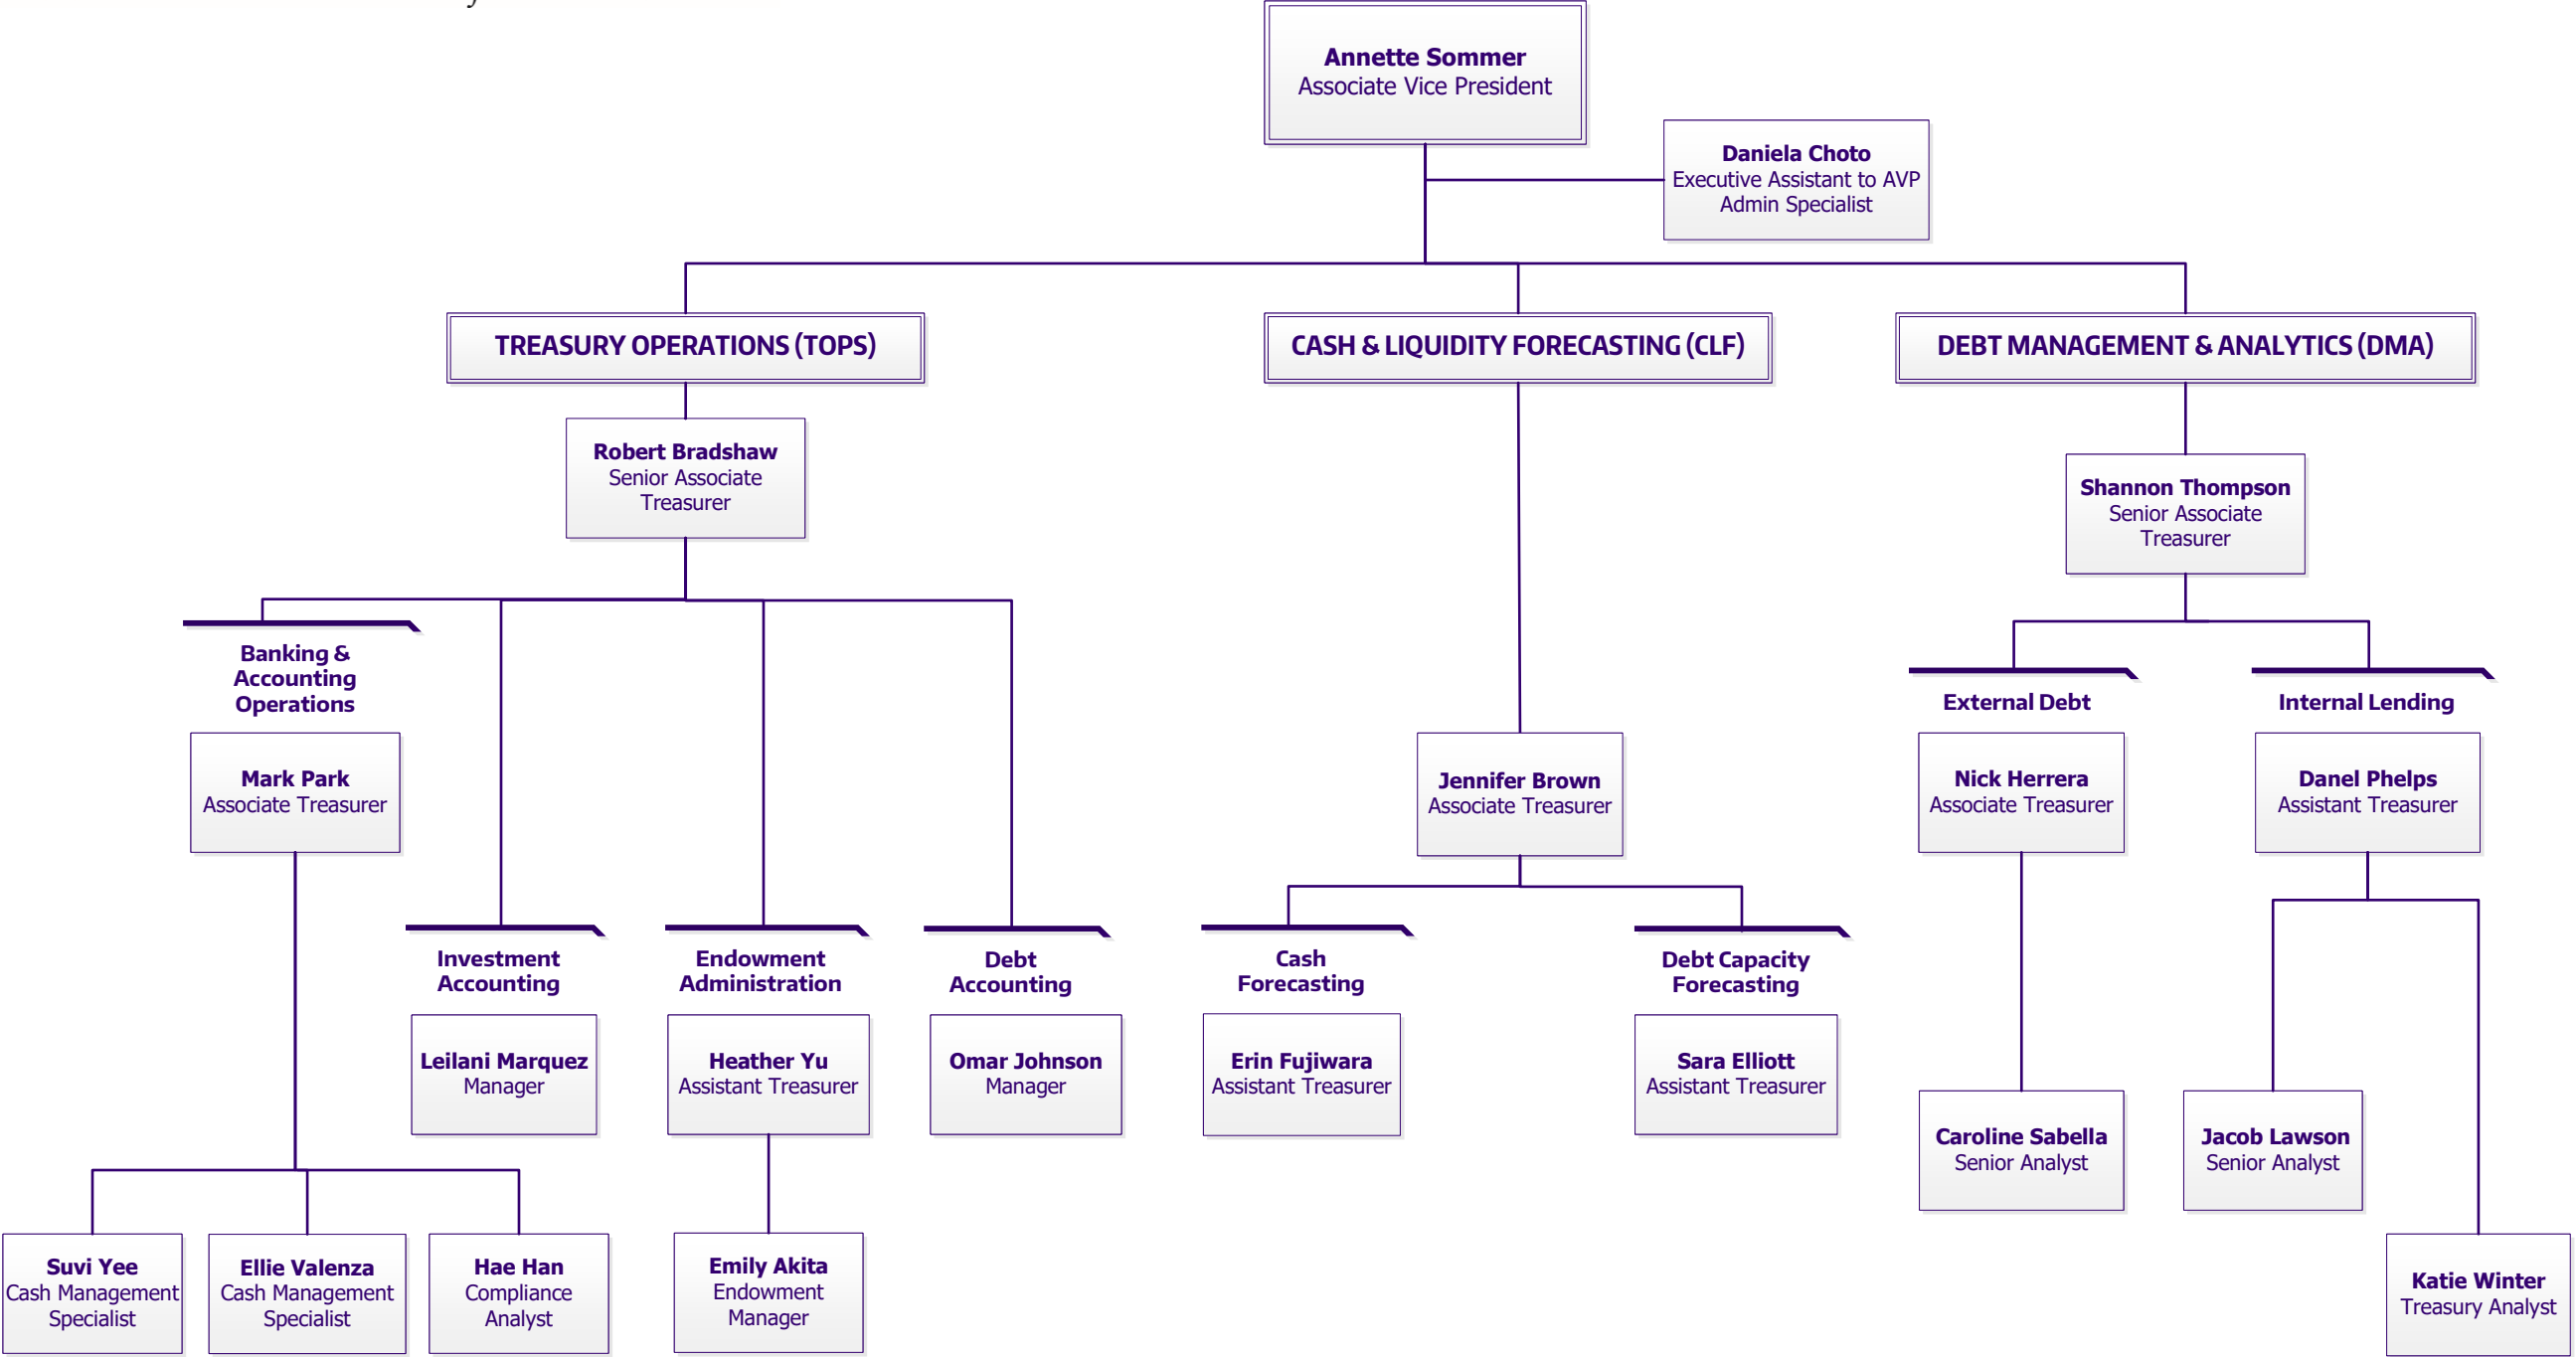 Annette Sommer
Associate Vice President
Daniela Choto
Executive Assistant to AVP
Admin Specialist
TREASURY OPERATIONS (TOPS)
CASH & LIQUIDITY FORECASTING (CLF)
DEBT MANAGEMENT & ANALYTICS (DMA)
Robert Bradshaw
Senior Associate
Treasurer
Shannon Thompson
Senior Associate
Treasurer
Banking &
Accounting
Operations
External Debt
Internal Lending
Mark Park
Associate Treasurer
Jennifer Brown
Associate Treasurer
Nick Herrera
Associate Treasurer
Danel Phelps
Assistant Treasurer
Investment
Accounting
Endowment
Administration
Debt
Accounting
Cash
Forecasting
Debt Capacity
Forecasting
Leilani Marquez
Manager
Heather Yu
Assistant Treasurer
Omar Johnson
Manager
Erin Fujiwara
Assistant Treasurer
Sara Elliott
Assistant Treasurer
Caroline Sabella
Senior Analyst
Jacob Lawson
Senior Analyst
Suvi Yee
Cash Management
Specialist
Ellie Valenza
Cash Management
Specialist
Hae Han
Compliance
Analyst
Emily Akita
Endowment
Manager
Katie Winter
Treasury Analyst